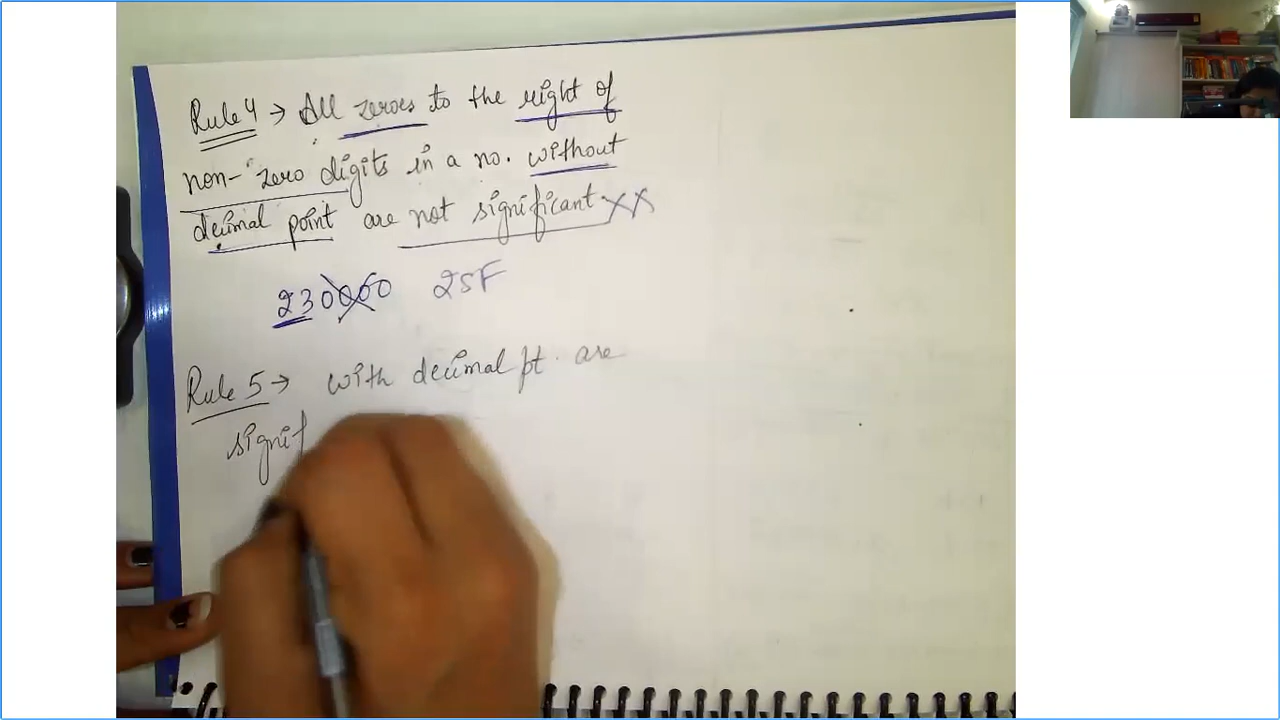 Rule 4 → All zeroes to the right of
non-zero digits in a no. without
decimal point are not significant. XX
230000 2SF
Rule 5 → with decimal pt. are
signif